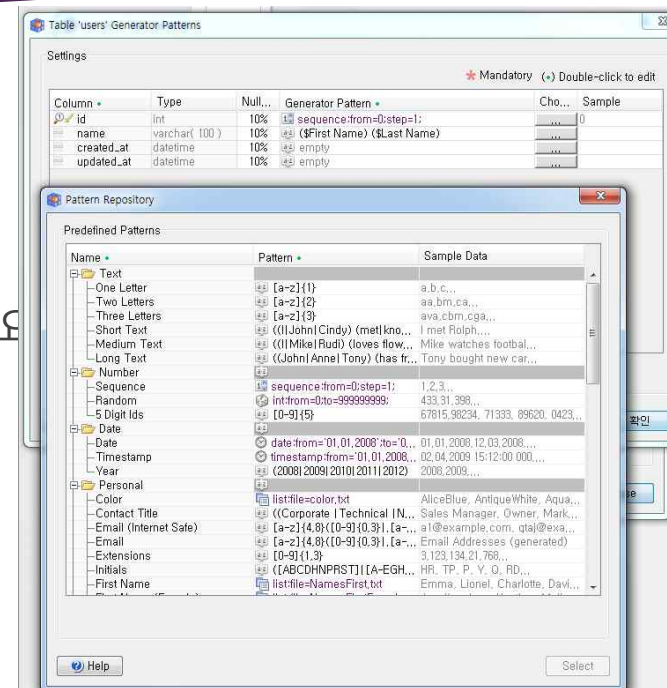 Table 'users' Generator Patterns
Settings
* Mandatory (•) Double-click to edit
Column • Type Null... Generator Pattern • Cho... Sample
id int 10% sequence:from=0;step=1; ... 0
name varchar( 100 ) 10% ($First Name) ($Last Name) ...
created_at datetime 10% empty ...
updated_at datetime 10% empty ...
Pattern Repository
Predefined Patterns
Name • Pattern • Sample Data
Text
One Letter [a-z]{1} a,b,c,...
Two Letters [a-z]{2} aa,bm,ca,...
Three Letters [a-z]{3} ava,cbm,cga,...
Short Text ((I|John|Cindy) (met|kno... I met Rolph,...
Medium Text ((I|Mike|Rudi) (loves flow... Mike watches footbal...
Long Text ((John|Anne|Tony) (has fr... Tony bought new car,...
Number
Sequence sequence:from=0;step=1; 1,2,3,...
Random int:from=0;to=999999999; 433,31,398,...
5 Digit Ids [0-9]{5} 67815,98234, 71333, 89620, 0423,...
Date
Date date:from='01.01.2008';to='0... 01.01.2008,12.03.2008,...
Timestamp timestamp:from='01.01.2008... 02.04.2009 15:12:00 000,...
Year (2008|2009|2010|2011|2012) 2008,2009,...
Personal
Color list:file=color.txt AliceBlue, AntiqueWhite, Aqua...
Contact Title ((Corporate |Technical |N... Sales Manager, Owner, Mark...
Email (Internet Safe) [a-z]{4,8}([0-9]{0,3}|.[a-... a1@example.com, qtaj@exa...
Email [a-z]{4,8}([0-9]{0,3}|.[a-... Email Addresses (generated)
Extensions [0-9]{1,3} 3,123,134,21,768,...
Initials ([ABCDHNPRST]|[A-EGH... HR, TP, P, Y, O, RD,...
First Name list:file=NamesFirst.txt Emma, Lionel, Charlotte, Davi...
확인
Help Select